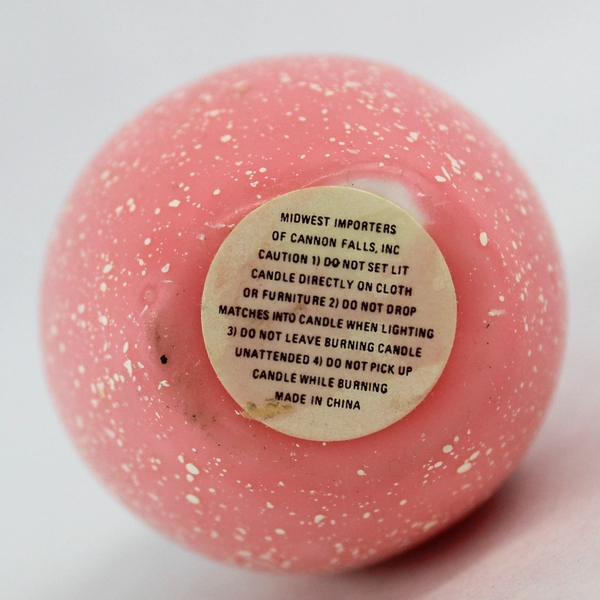 MIDWEST IMPORTERS
OF CANNON FALLS, INC
CAUTION 1) DO NOT SET LIT
CANDLE DIRECTLY ON CLOTH
OR FURNITURE 2) DO NOT DROP
MATCHES INTO CANDLE WHEN LIGHTING
3) DO NOT LEAVE BURNING CANDLE
UNATTENDED 4) DO NOT PICK UP
CANDLE WHILE BURNING
MADE IN CHINA